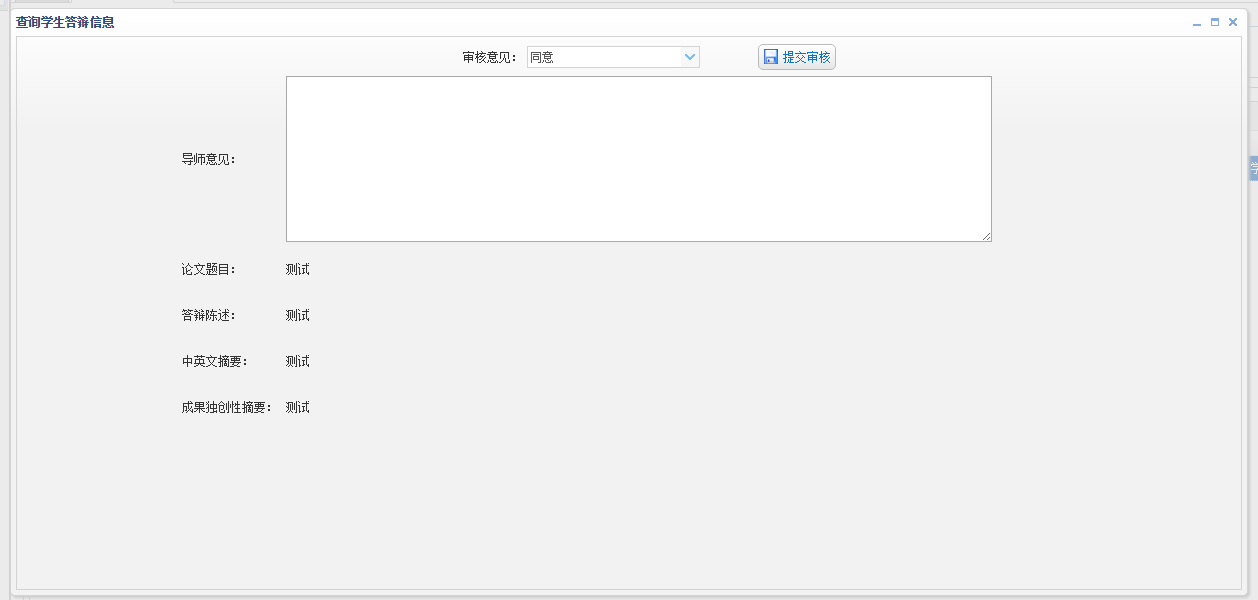 查询学生答辩信息
审核意见： 同意 提交审核
导师意见：
学
论文题目： 测试
答辩陈述： 测试
中英文摘要： 测试
成果独创性摘要： 测试